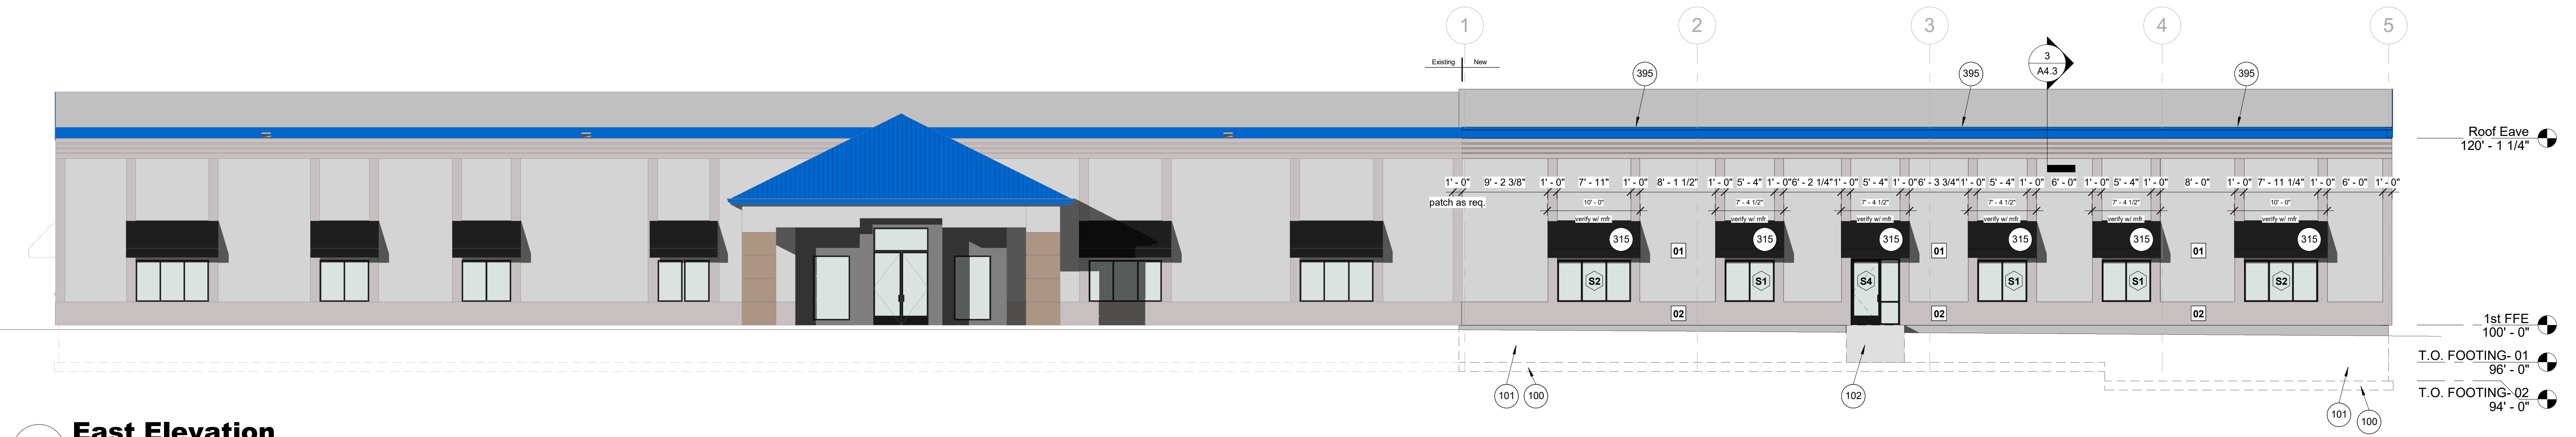 1
2
3
4
5
Existing
New
3
A4.3
395
395
395
Roof Eave
120' - 1 1/4"
1' - 0"
9' - 2 3/8"
1' - 0"
7' - 11"
1' - 0"
8' - 1 1/2"
1' - 0"
5' - 4"
1' - 0"
6' - 2 1/4"
1' - 0"
5' - 4"
1' - 0"
6' - 3 3/4"
1' - 0"
5' - 4"
1' - 0"
6' - 0"
1' - 0"
5' - 4"
1' - 0"
8' - 0"
1' - 0"
7' - 11 1/4"
1' - 0"
6' - 0"
1' - 0"
patch as req.
10' - 0"
7' - 4 1/2"
7' - 4 1/2"
7' - 4 1/2"
7' - 4 1/2"
10' - 0"
verify w/ mfr
verify w/ mfr
verify w/ mfr
verify w/ mfr
verify w/ mfr
verify w/ mfr
315
315
315
315
315
315
01
01
01
S2
S1
S4
S1
S1
S2
02
02
02
1st FFE
100' - 0"
T.O. FOOTING- 01
96' - 0"
T.O. FOOTING- 02
94' - 0"
101
100
102
101
100
East Elevation